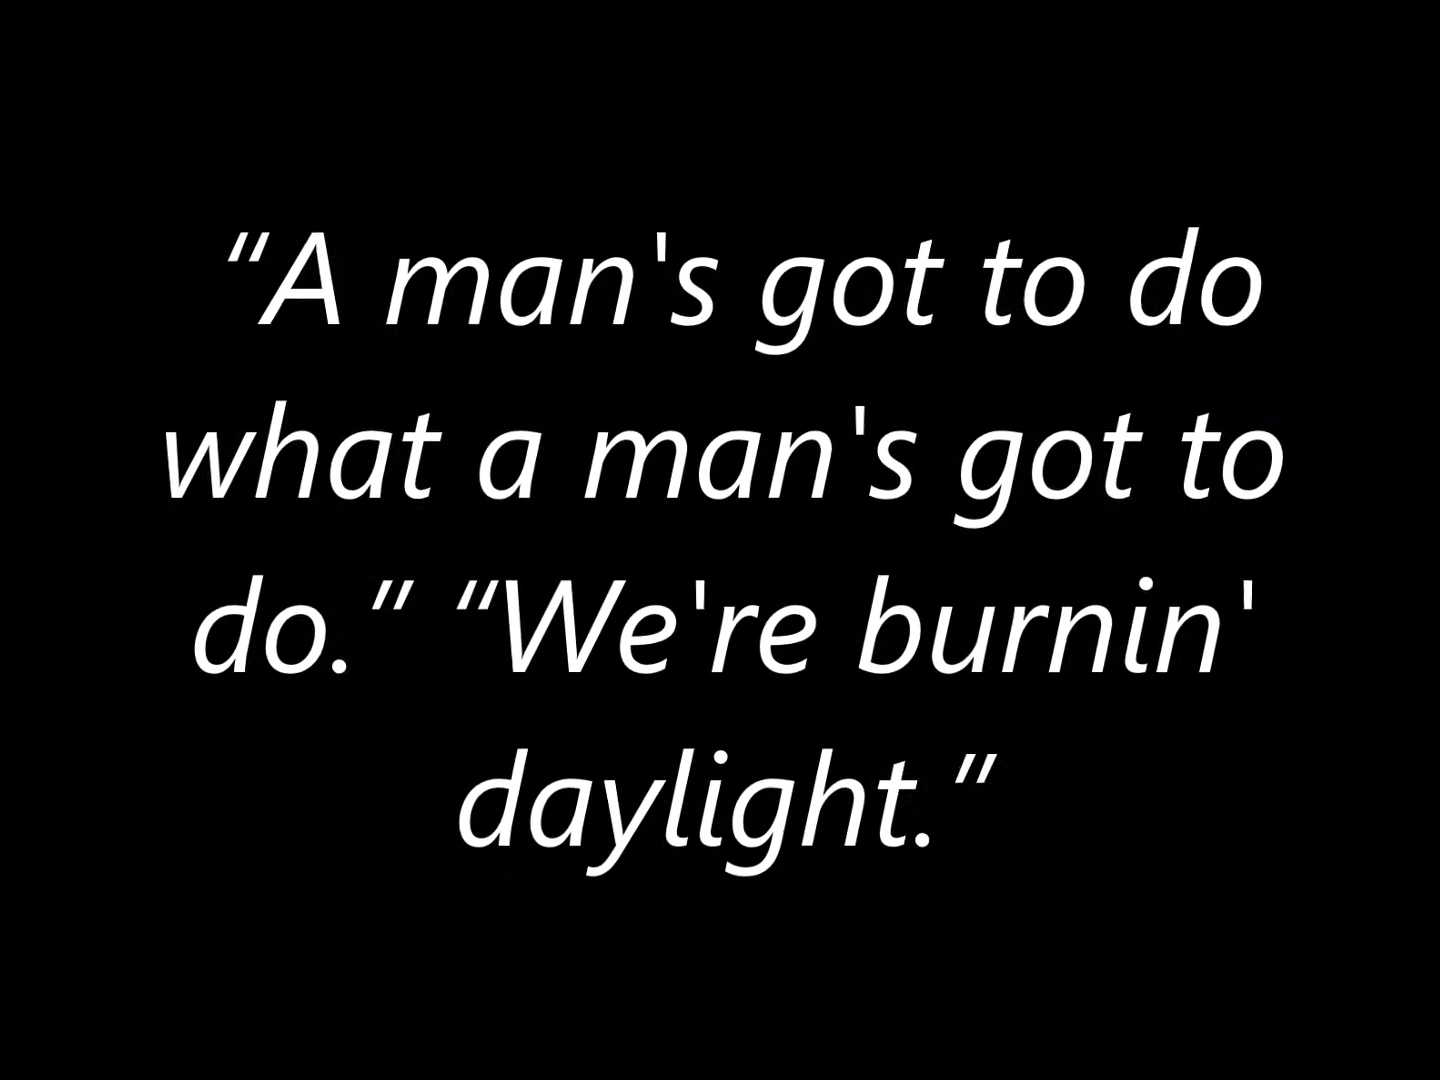 “A man's got to do
what a man's got to
do.” “We're burnin'
daylight.”